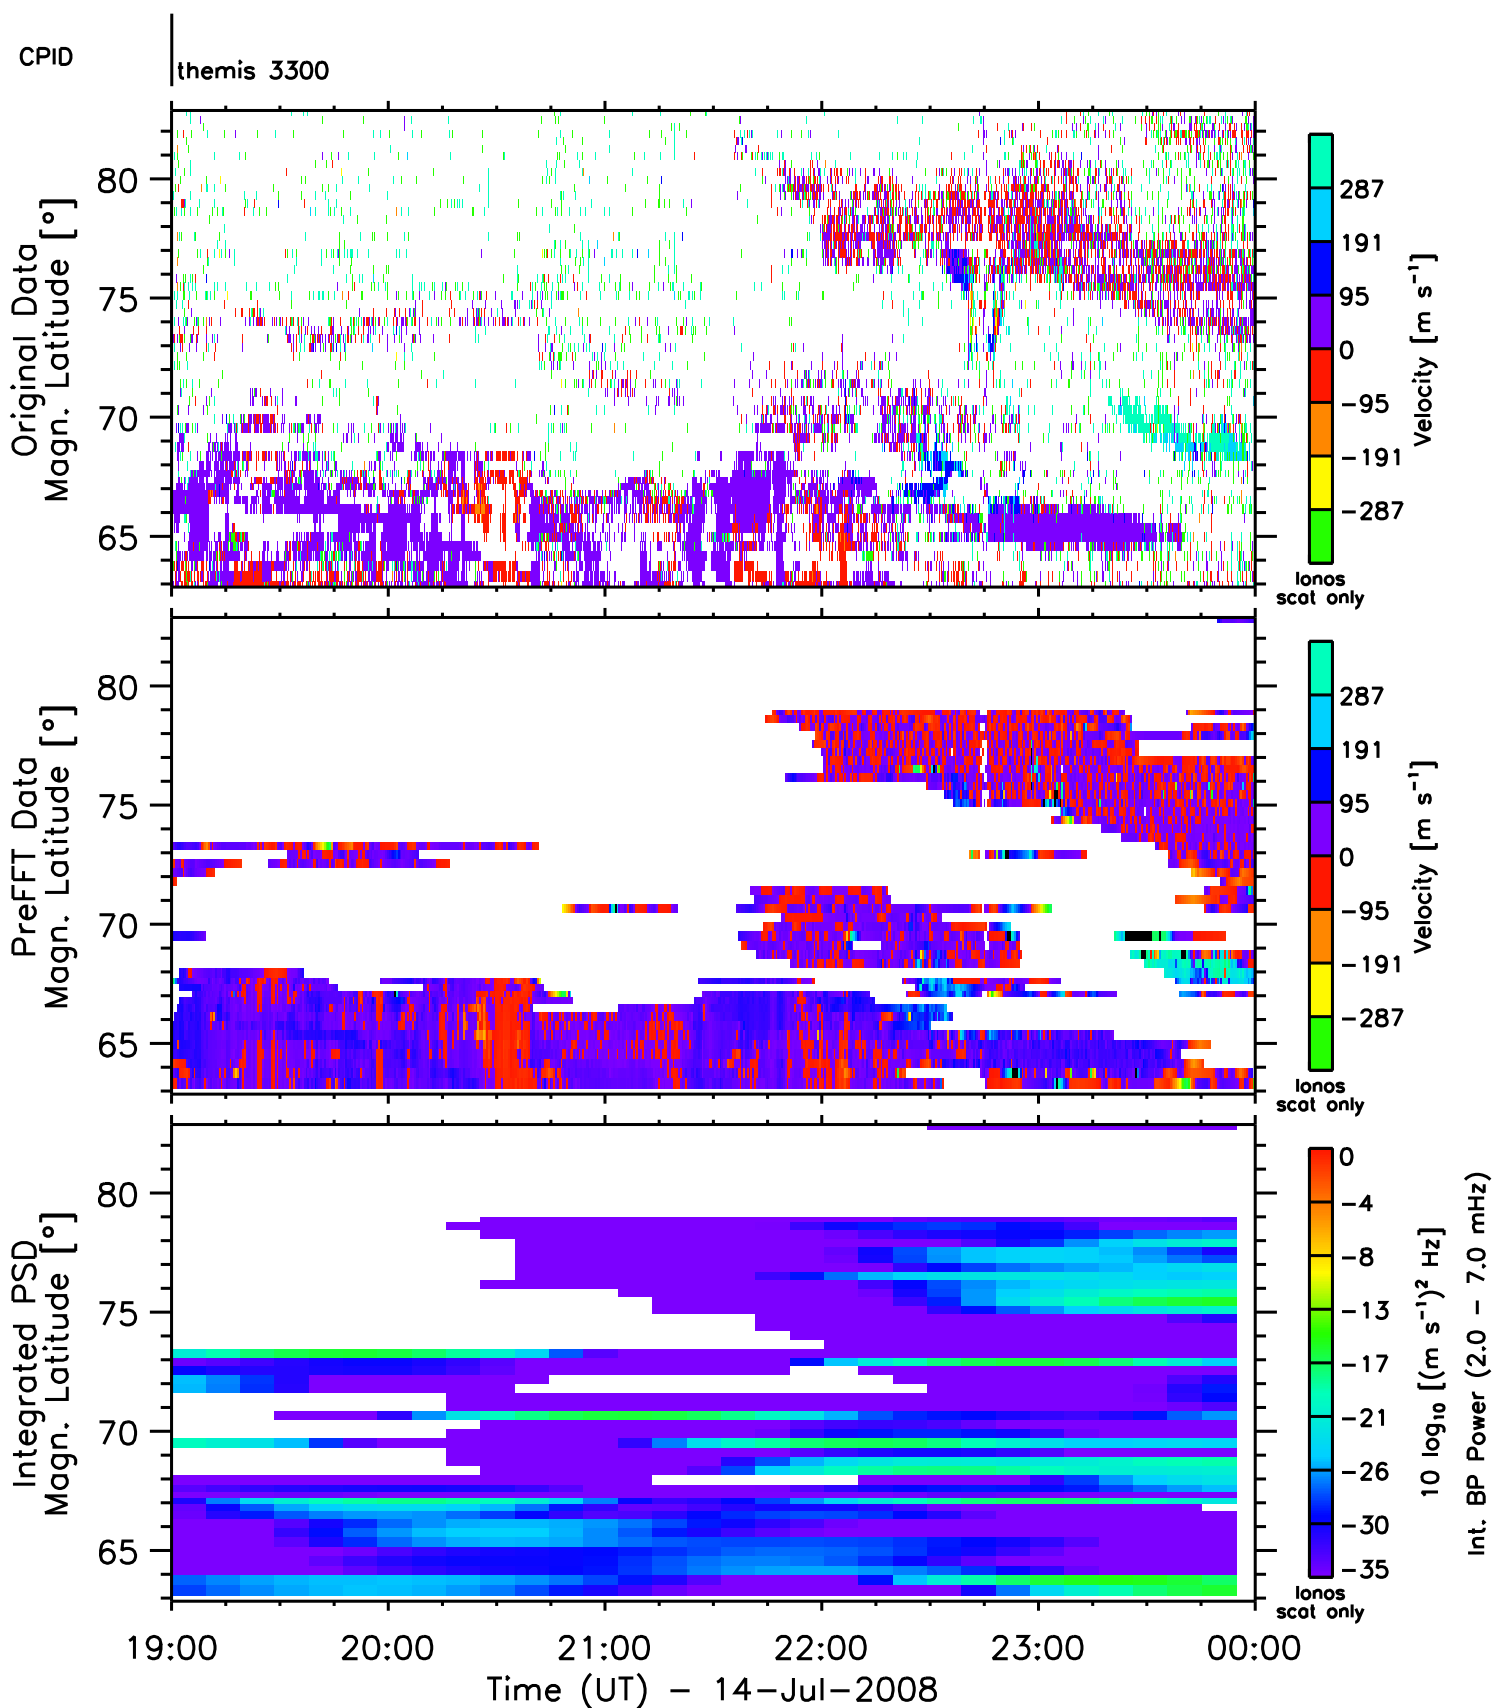 CPID
themis 3300
Original Data
Magn. Latitude [°]
80
75
70
65
287
191
95
0
−95
−191
−287
Velocity [m s⁻¹]
Ionos
scat only
PreFFT Data
Magn. Latitude [°]
80
75
70
65
287
191
95
0
−95
−191
−287
Velocity [m s⁻¹]
Ionos
scat only
Integrated PSD
Magn. Latitude [°]
80
75
70
65
0
−4
−8
−13
−17
−21
−26
−30
−35
10 log₁₀ [(m s⁻¹)² Hz]
Int. BP Power (2.0 − 7.0 mHz)
Ionos
scat only
19:00 20:00 21:00 22:00 23:00 00:00
Time (UT) − 14−Jul−2008